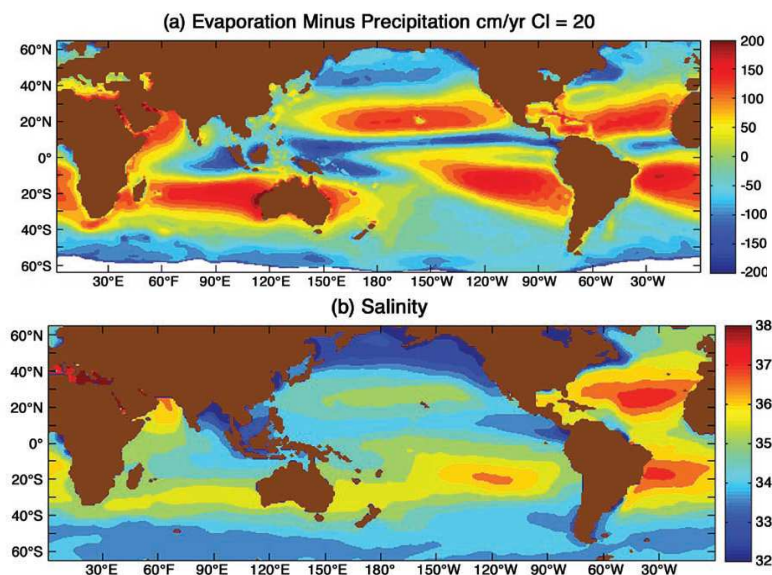 (a) Evaporation Minus Precipitation cm/yr CI = 20
60°N
40°N
20°N
0°
20°S
40°S
60°S
30°E 60°F 90°E 120°E 150°E 180° 150°W 120°W 90°W 60°W 30°W
200
150
100
50
0
-50
-100
-150
-200
(b) Salinity
60°N
40°N
20°N
0°
20°S
40°S
60°S
30°E 60°E 90°E 120°E 150°E 180° 150°W 120°W 90°W 60°W 30°W
38
37
36
35
34
33
32